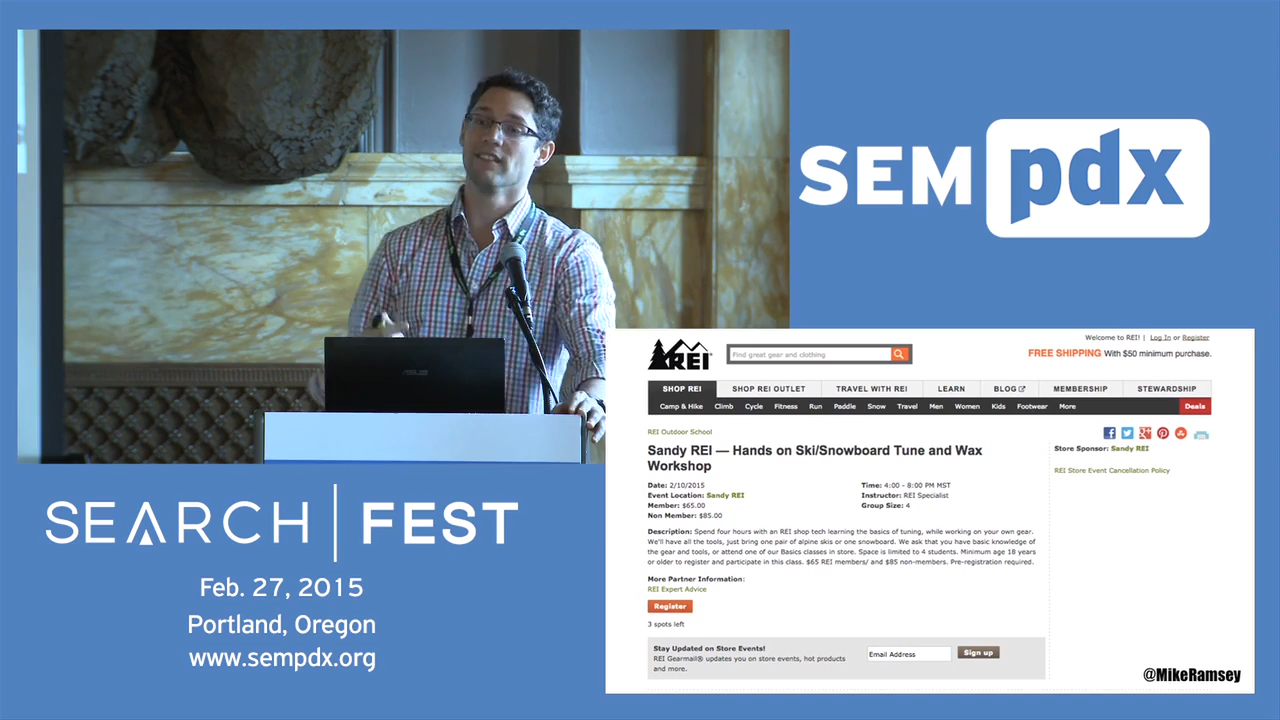 SEM pdx
SEARCH FEST
Feb. 27, 2015
Portland, Oregon
www.sempdx.org
ASUS
Welcome to REI! | Log In or Register
REI
Find great gear and clothing
FREE SHIPPING With $50 minimum purchase.
SHOP REI SHOP REI OUTLET TRAVEL WITH REI LEARN BLOG MEMBERSHIP STEWARDSHIP
Camp & Hike Climb Cycle Fitness Run Paddle Snow Travel Men Women Kids Footwear More Deals
REI Outdoor School
Sandy REI — Hands on Ski/Snowboard Tune and Wax
Workshop
Store Sponsor: Sandy REI
REI Store Event Cancellation Policy
Date: 2/10/2015 Time: 4:00 - 8:00 PM MST
Event Location: Sandy REI Instructor: REI Specialist
Member: $65.00 Group Size: 4
Non Member: $85.00
Description: Spend four hours with an REI shop tech learning the basics of tuning, while working on your own gear.
We'll have all the tools, just bring one pair of alpine skis or one snowboard. We ask that you have basic knowledge of
the gear and tools, or attend one of our Basics classes in store. Space is limited to 4 students. Minimum age 18 years
or older to register and participate in this class. $65 REI members/ and $85 non-members. Pre-registration required.
More Partner Information:
REI Expert Advice
Register
3 spots left
Stay Updated on Store Events!
REI Gearmail® updates you on store events, hot products
and more.
Email Address Sign up
@MikeRamsey